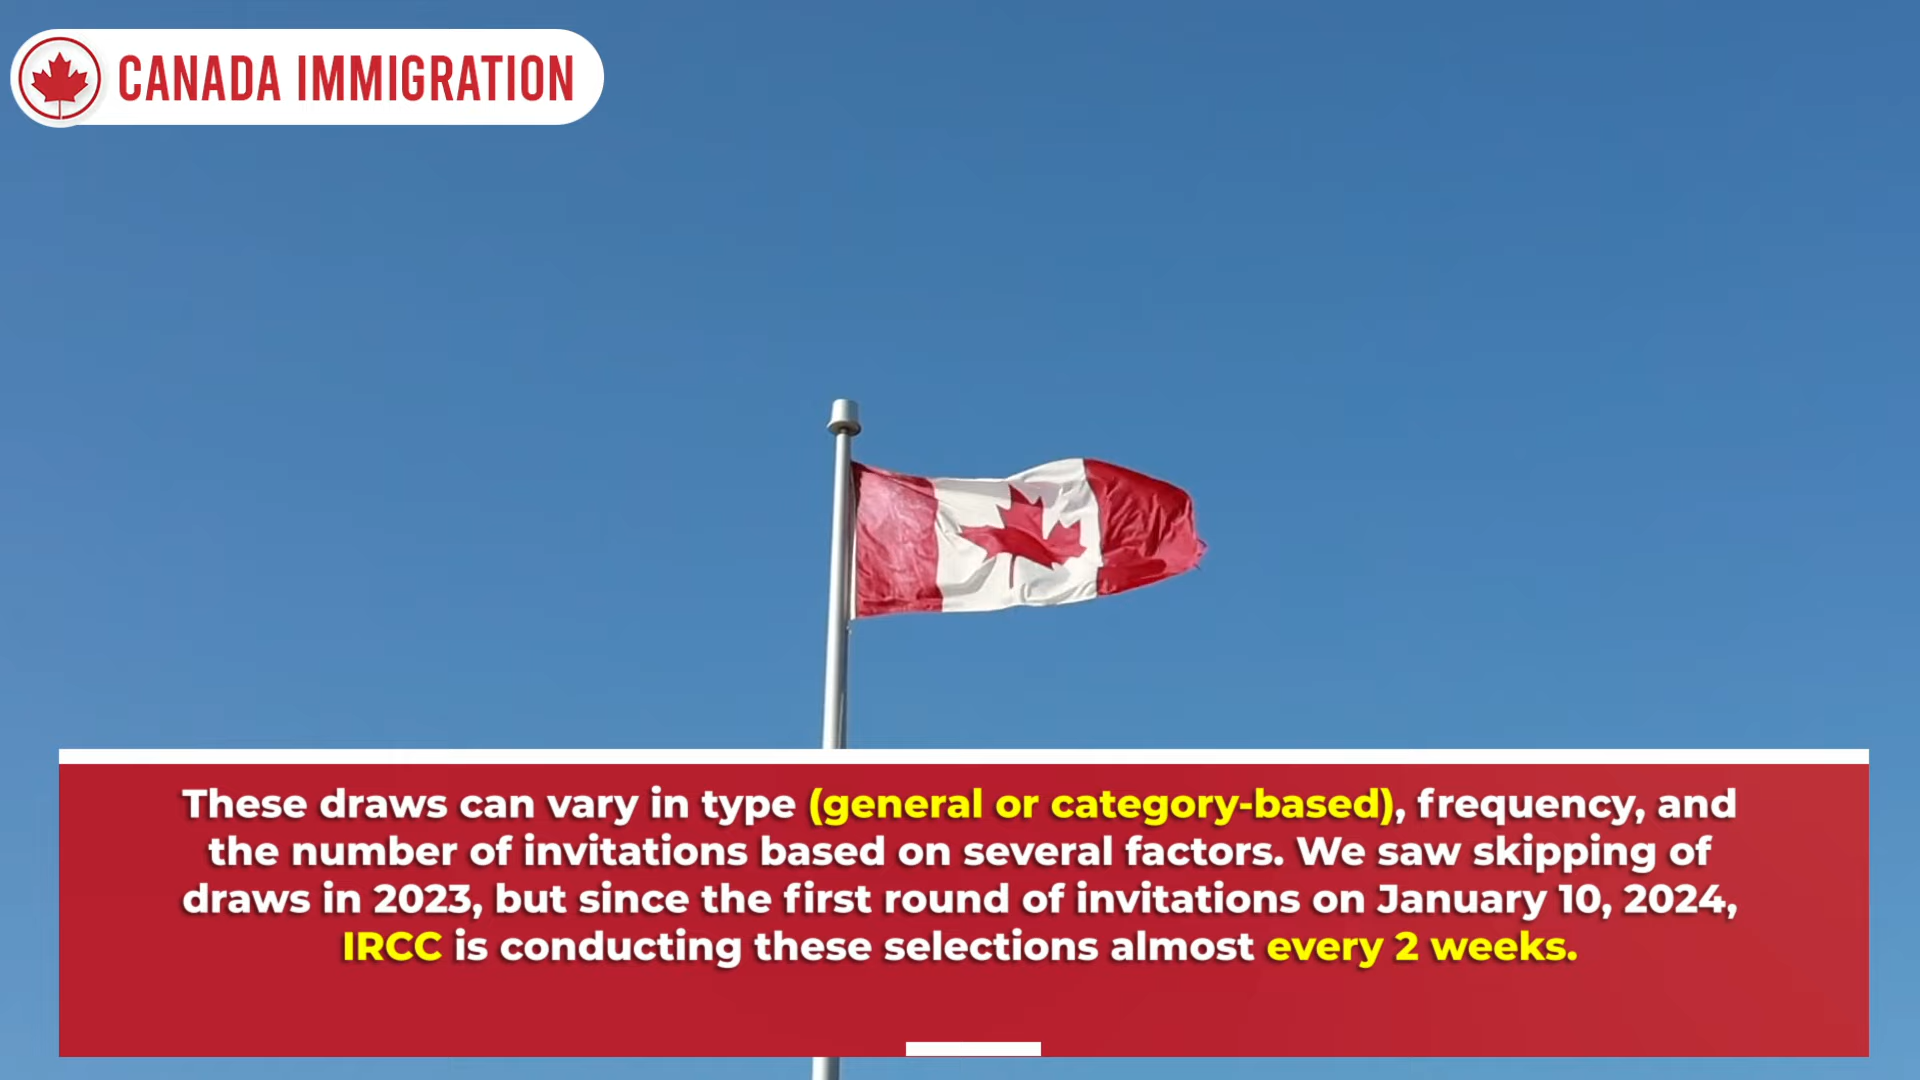 CANADA IMMIGRATION
These draws can vary in type (general or category-based), frequency, and
the number of invitations based on several factors. We saw skipping of
draws in 2023, but since the first round of invitations on January 10, 2024,
IRCC is conducting these selections almost every 2 weeks.